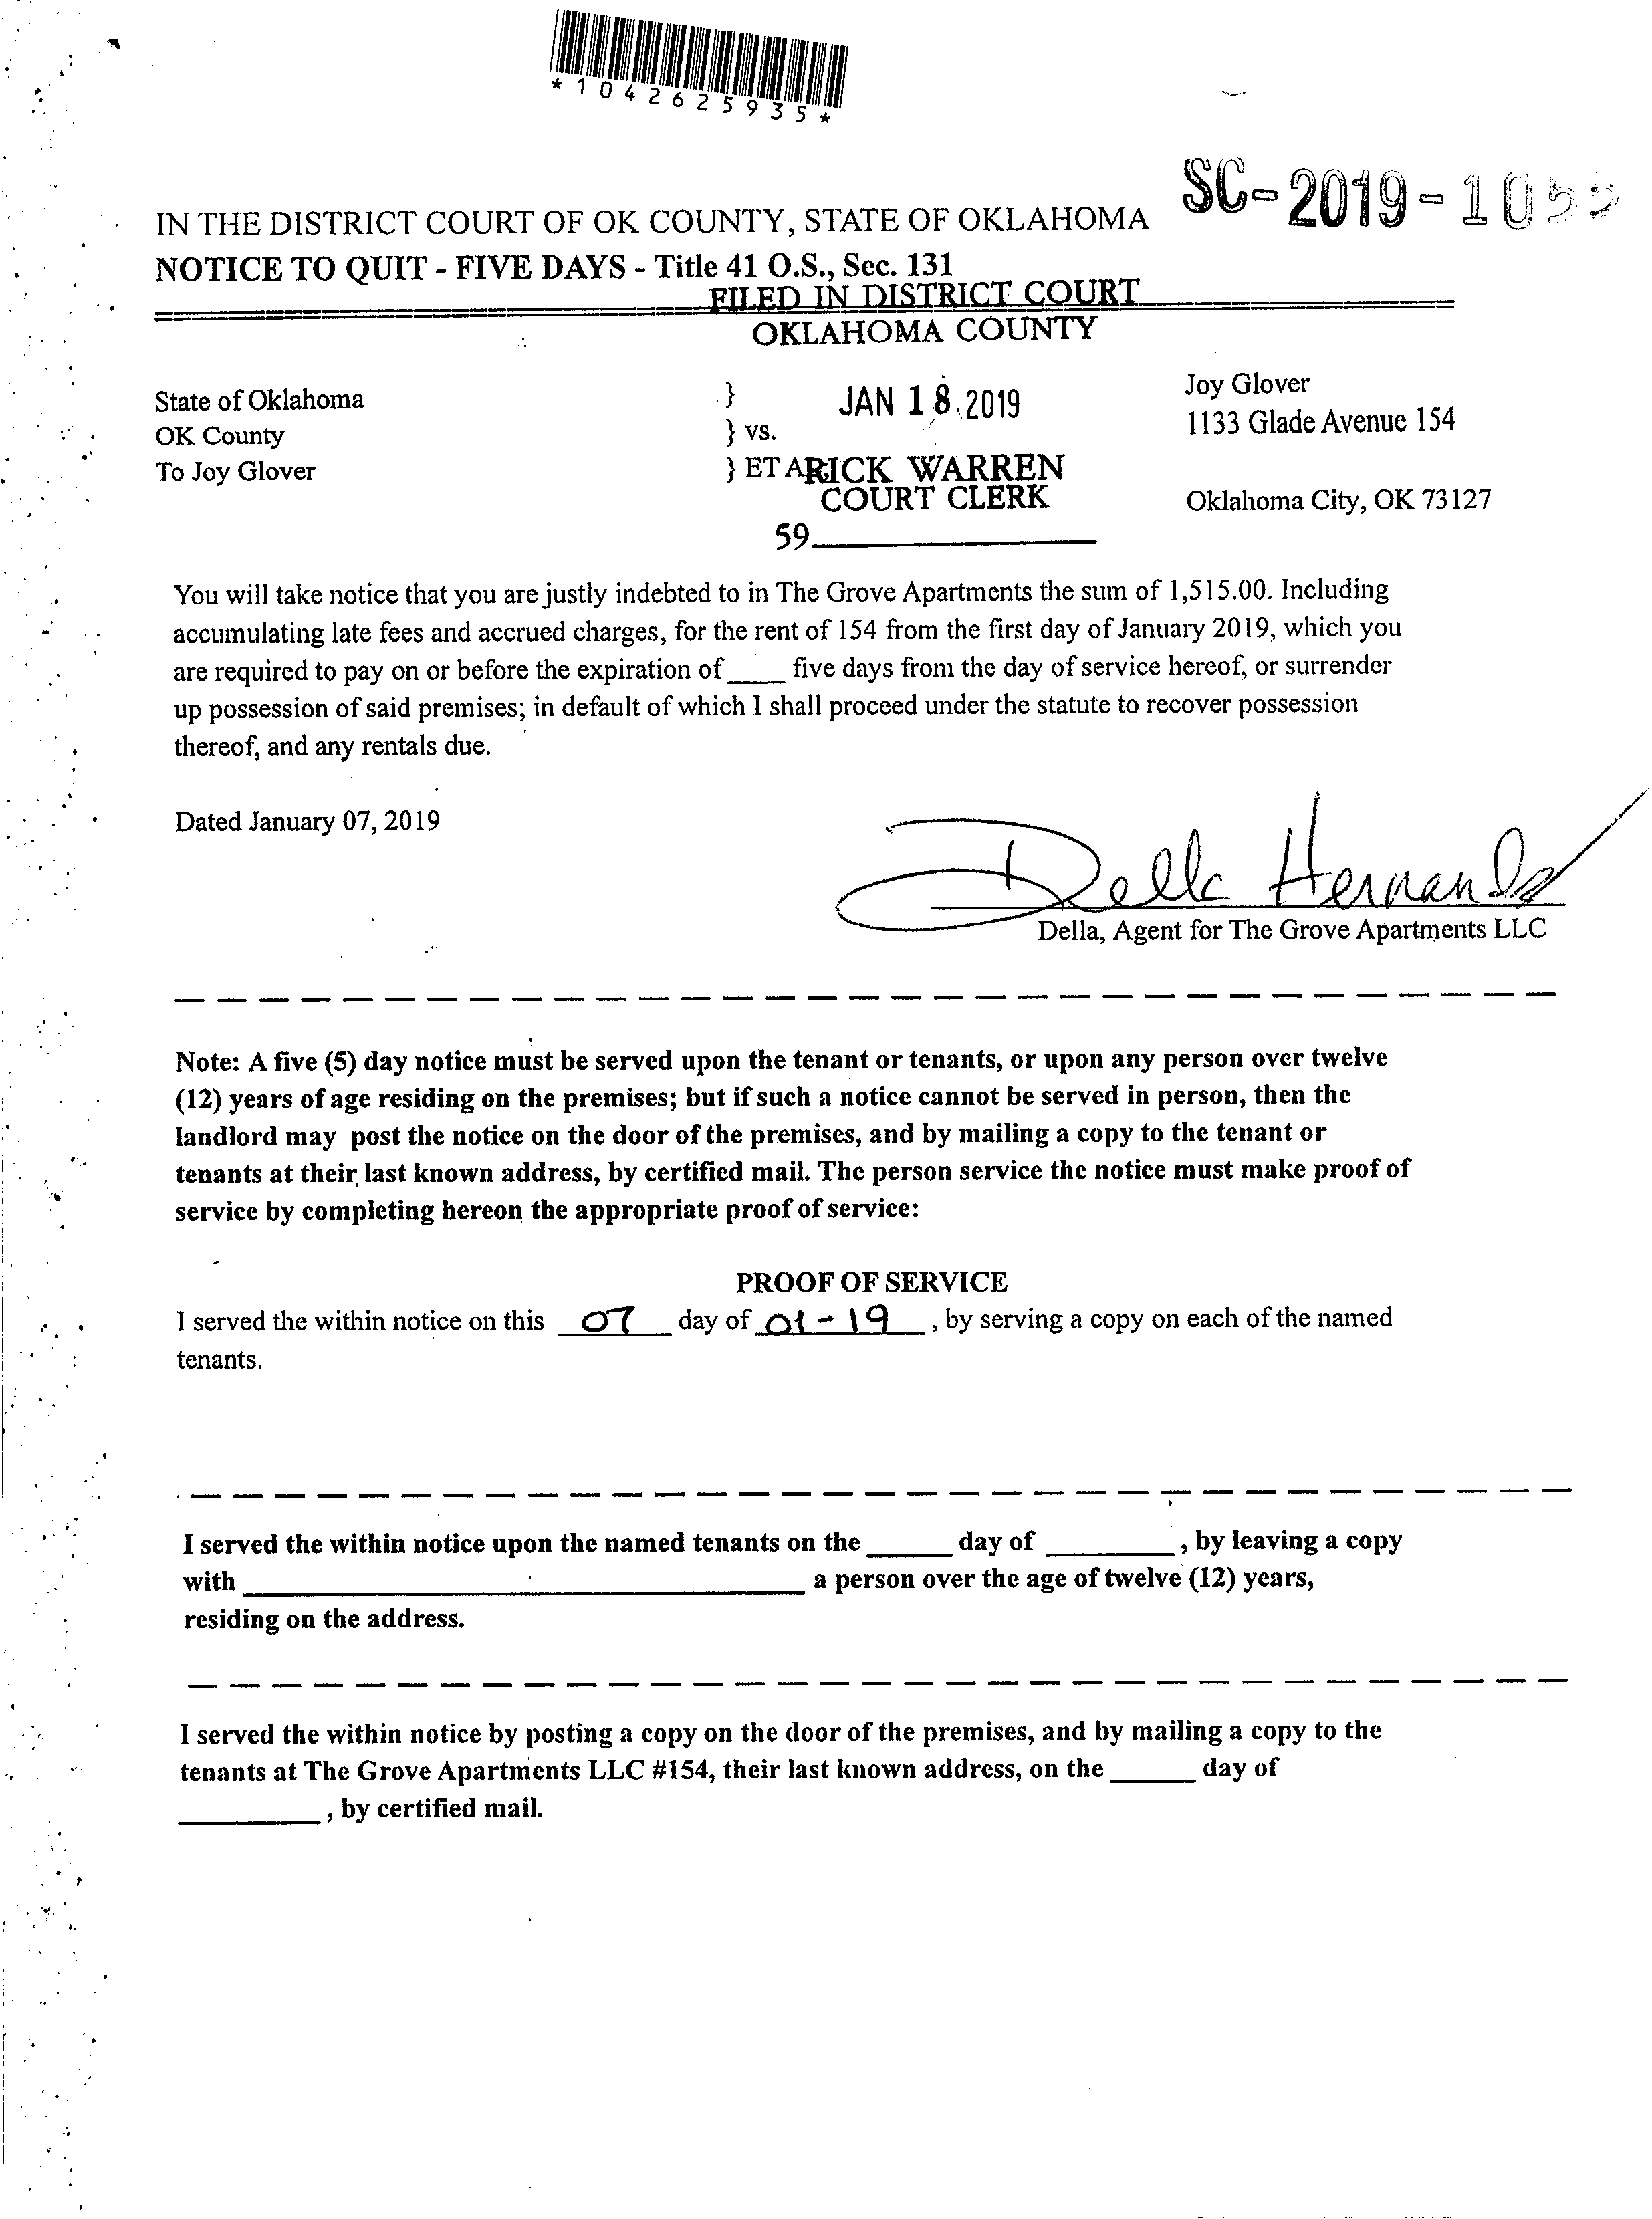 *1042625935*
SC-2019-
IN THE DISTRICT COURT OF OK COUNTY, STATE OF OKLAHOMA
NOTICE TO QUIT - FIVE DAYS - Title 41 O.S., Sec. 131
FILED IN DISTRICT COURT
OKLAHOMA COUNTY
State of Oklahoma } JAN 18 2019 Joy Glover
OK County } vs. 1133 Glade Avenue 154
To Joy Glover } ET A RICK WARREN
COURT CLERK Oklahoma City, OK 73127
59
You will take notice that you are justly indebted to in The Grove Apartments the sum of 1,515.00. Including
accumulating late fees and accrued charges, for the rent of 154 from the first day of January 2019, which you
are required to pay on or before the expiration of ____ five days from the day of service hereof, or surrender
up possession of said premises; in default of which I shall proceed under the statute to recover possession
thereof, and any rentals due.
Dated January 07, 2019
Della Hernandez
Della, Agent for The Grove Apartments LLC
Note: A five (5) day notice must be served upon the tenant or tenants, or upon any person over twelve
(12) years of age residing on the premises; but if such a notice cannot be served in person, then the
landlord may post the notice on the door of the premises, and by mailing a copy to the tenant or
tenants at their last known address, by certified mail. The person service the notice must make proof of
service by completing hereon the appropriate proof of service:
PROOF OF SERVICE
I served the within notice on this 07 day of 01-19, by serving a copy on each of the named
tenants.
I served the within notice upon the named tenants on the ______ day of _________, by leaving a copy
with ________________________________________ a person over the age of twelve (12) years,
residing on the address.
I served the within notice by posting a copy on the door of the premises, and by mailing a copy to the
tenants at The Grove Apartments LLC #154, their last known address, on the ______ day of
__________, by certified mail.